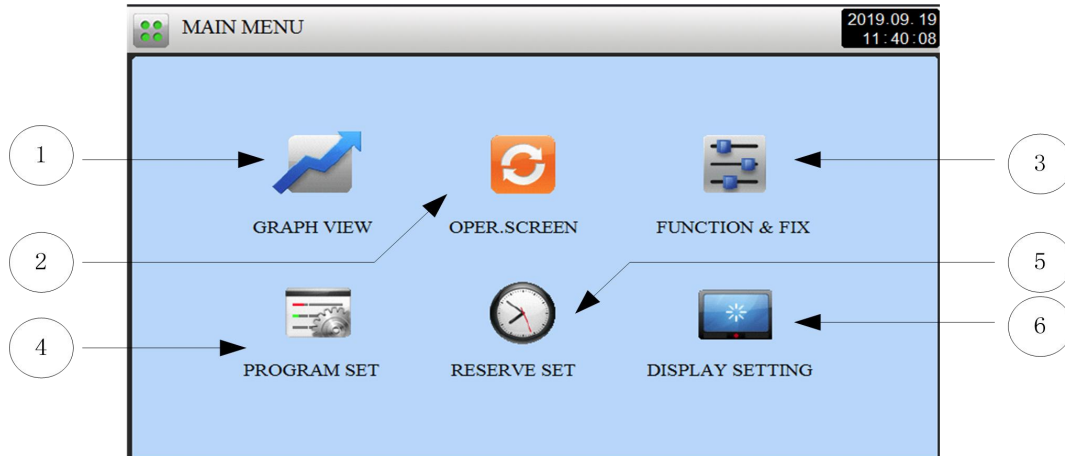 MAIN MENU
2019.09.19
11:40:08
1
3
GRAPH VIEW
OPER.SCREEN
FUNCTION & FIX
2
5
4
6
PROGRAM SET
RESERVE SET
DISPLAY SETTING